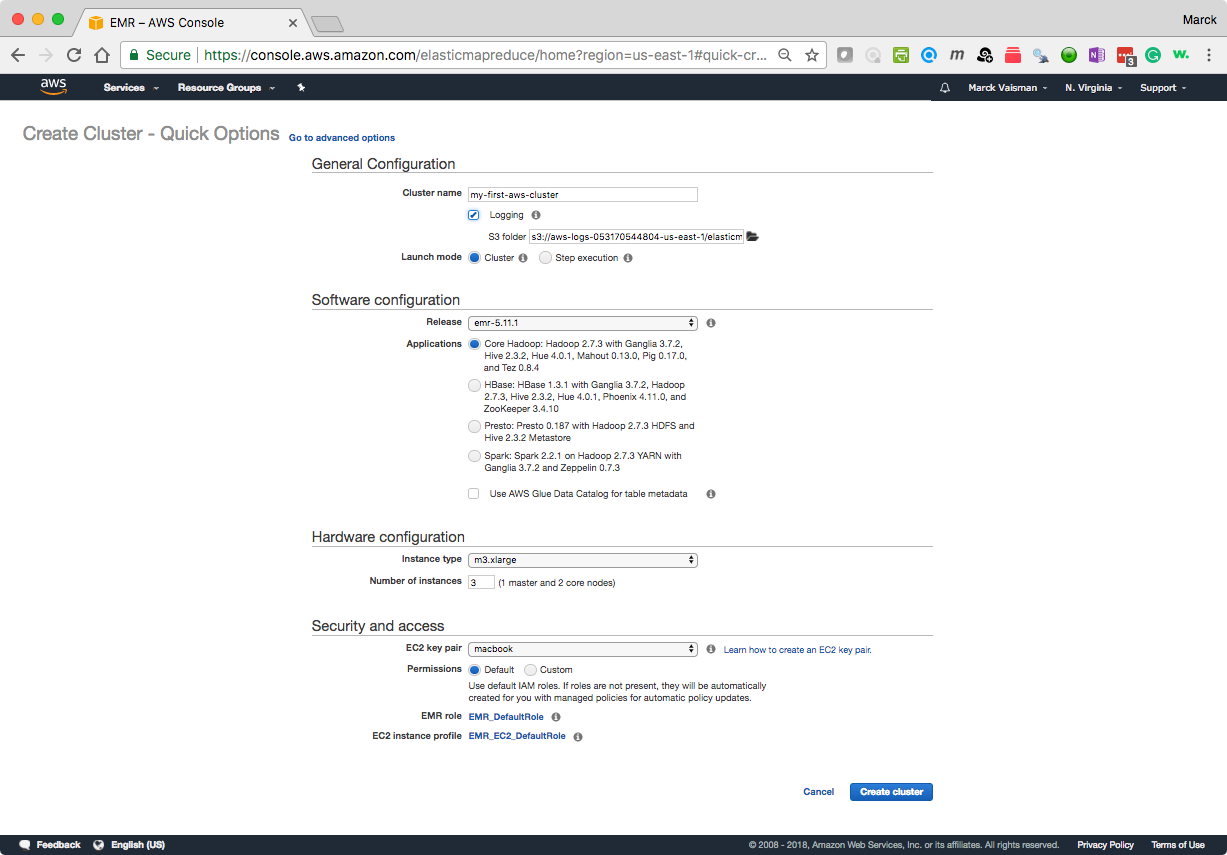 EMR – AWS Console
Marck
Secure https://console.aws.amazon.com/elasticmapreduce/home?region=us-east-1#quick-cr...
m
3
G
w.
aws Services Resource Groups Marck Vaisman N. Virginia Support
Create Cluster - Quick Options Go to advanced options
General Configuration
Cluster name my-first-aws-cluster
Logging
S3 folder s3://aws-logs-053170544804-us-east-1/elasticm
Launch mode Cluster Step execution
Software configuration
Release emr-5.11.1
Applications Core Hadoop: Hadoop 2.7.3 with Ganglia 3.7.2,
Hive 2.3.2, Hue 4.0.1, Mahout 0.13.0, Pig 0.17.0,
and Tez 0.8.4
HBase: HBase 1.3.1 with Ganglia 3.7.2, Hadoop
2.7.3, Hive 2.3.2, Hue 4.0.1, Phoenix 4.11.0, and
ZooKeeper 3.4.10
Presto: Presto 0.187 with Hadoop 2.7.3 HDFS and
Hive 2.3.2 Metastore
Spark: Spark 2.2.1 on Hadoop 2.7.3 YARN with
Ganglia 3.7.2 and Zeppelin 0.7.3
Use AWS Glue Data Catalog for table metadata
Hardware configuration
Instance type m3.xlarge
Number of instances 3 (1 master and 2 core nodes)
Security and access
EC2 key pair macbook Learn how to create an EC2 key pair.
Permissions Default Custom
Use default IAM roles. If roles are not present, they will be automatically
created for you with managed policies for automatic policy updates.
EMR role EMR_DefaultRole
EC2 instance profile EMR_EC2_DefaultRole
Cancel Create cluster
Feedback English (US) © 2008 - 2018, Amazon Web Services, Inc. or its affiliates. All rights reserved. Privacy Policy Terms of Use